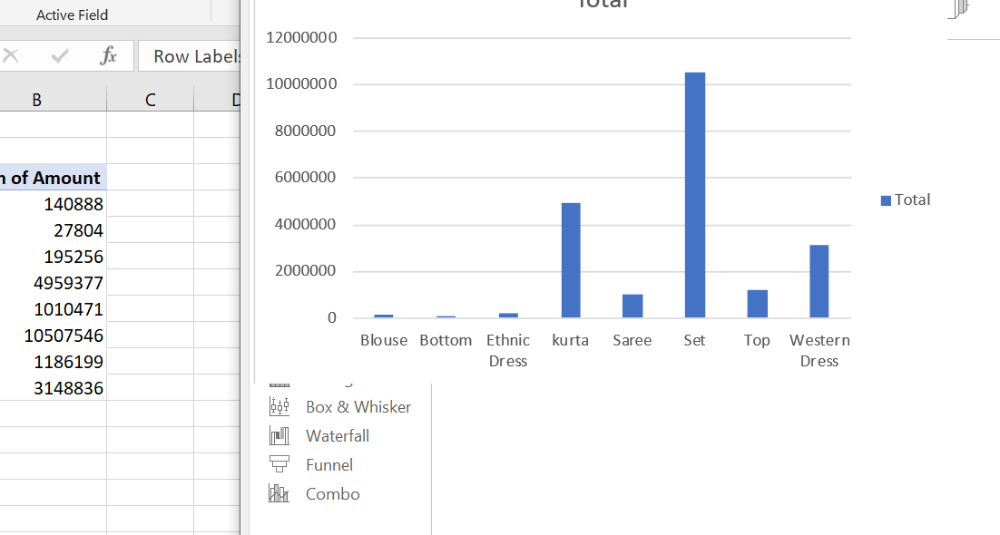 Active Field
fx Row Labels
B C D
of Amount
140888
27804
195256
4959377
1010471
10507546
1186199
3148836
Total
12000000
10000000
8000000
6000000
4000000
2000000
0
Blouse Bottom Ethnic Dress kurta Saree Set Top Western Dress
Total
Box & Whisker
Waterfall
Funnel
Combo